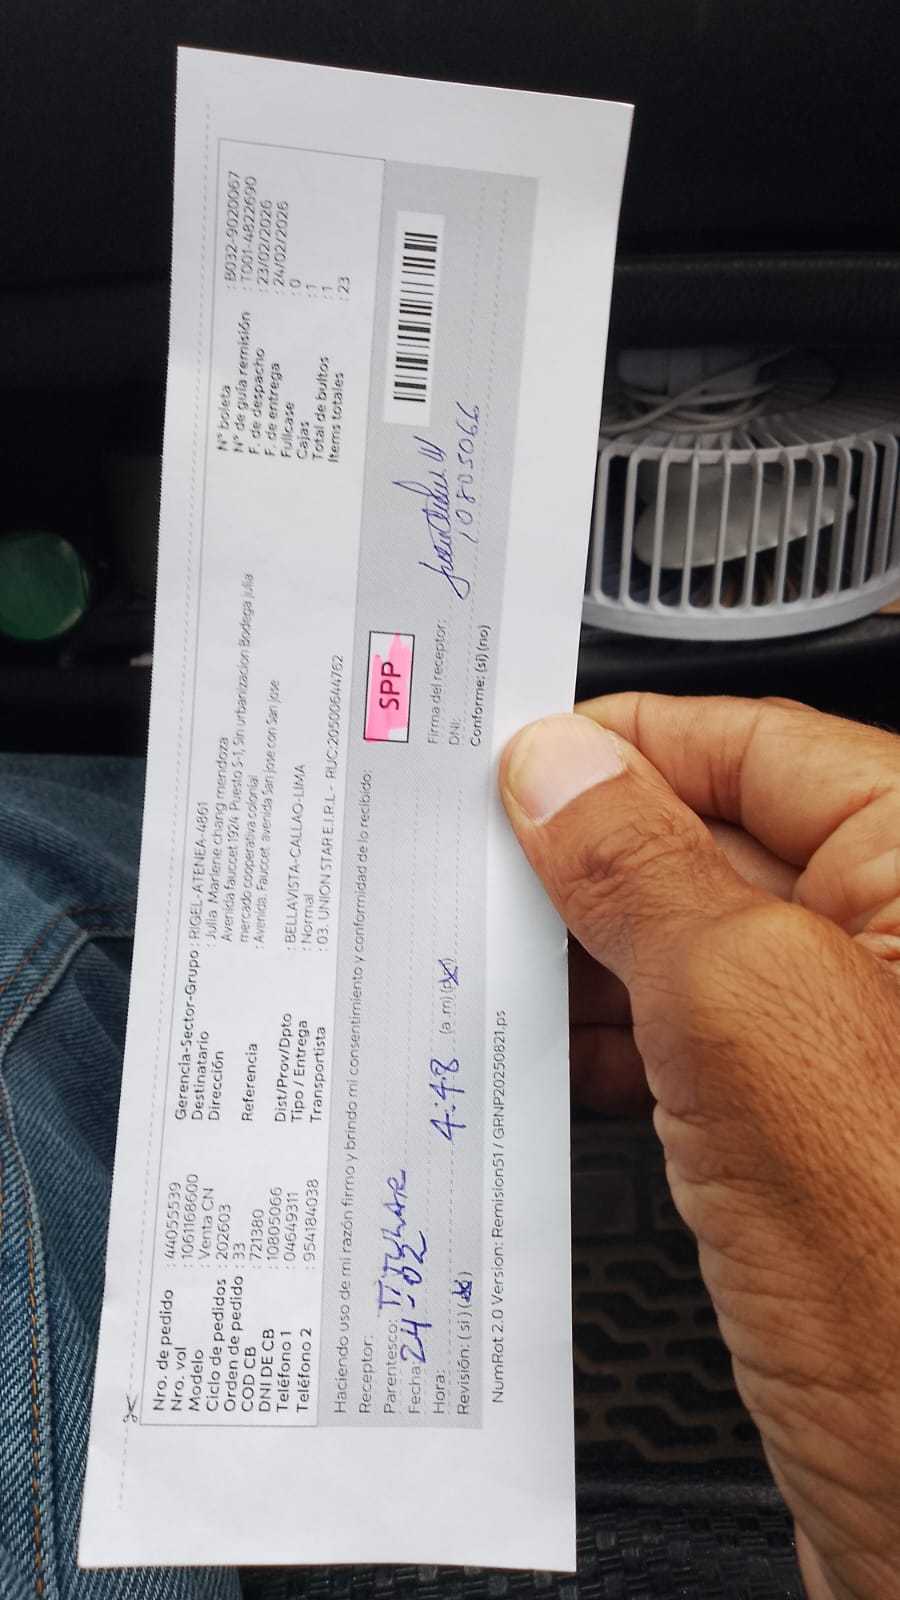 Nro. de pedido : 44055539
Nro. vol : 1061168600
Modelo : Venta CN
Ciclo de pedidos : 202603
Orden de pedido : 33
COD CB : 721380
DNI DE CB : 10805066
Teléfono 1 : 04649311
Teléfono 2 : 954184038
Gerencia-Sector-Grupo : RIGEL-ATENEA-4861
Destinatario : Julia Marlene chang mendoza
Dirección Avenida fauccet 1924 Puesto S-1, Sin urbanizacion Bodega julia
mercado cooperativa colonial
Referencia : Avenida. Fauccet avenida San jose con San jose
Dist/Prov/Dpto : BELLAVISTA-CALLAO-LIMA
Tipo / Entrega : Normal
Transportista : 03. UNION STAR E.I.R.L - RUC:20500644762
N° boleta : B032-9020067
N° de guía remisión : T001-4822690
F. de despacho : 23/02/2026
F. de entrega : 24/02/2026
Fullcase : 0
Cajas : 1
Total de bultos : 1
Items totales : 23
Haciendo uso de mi razón firmo y brindo mi consentimiento y conformidad de lo recibido:
SPP
Receptor:
Parentesco: TITULAR
Fecha: 24-02
Hora: 4:48 (a.m)
Revisión: ( si )
Firma del receptor:
DNI: 10805066
Conforme: (si) (no)
NumRot 2.0 Version: Remision51 / GRNP20250821.ps